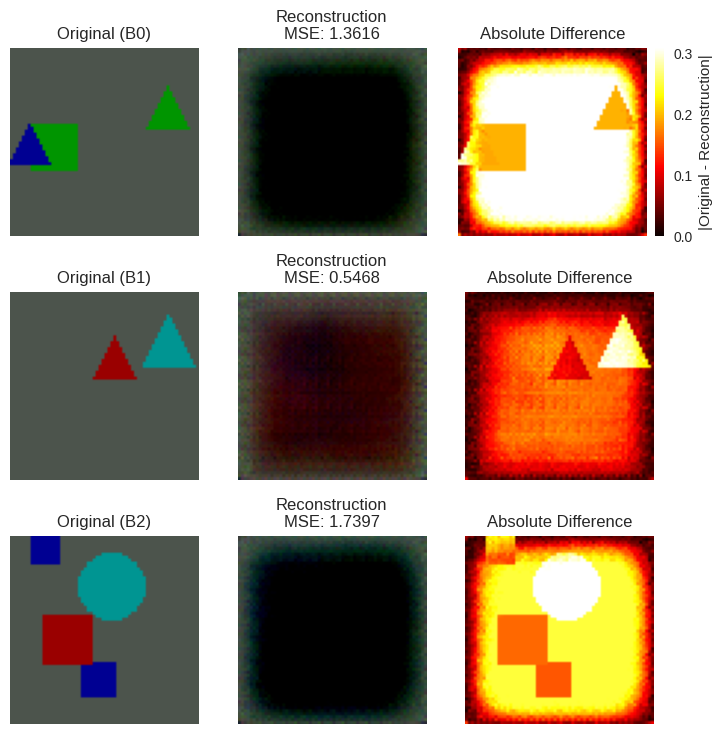 Original (B0)
Reconstruction
MSE: 1.3616
Absolute Difference
0.3
0.2
0.1
0.0
|Original - Reconstruction|
Original (B1)
Reconstruction
MSE: 0.5468
Absolute Difference
Original (B2)
Reconstruction
MSE: 1.7397
Absolute Difference